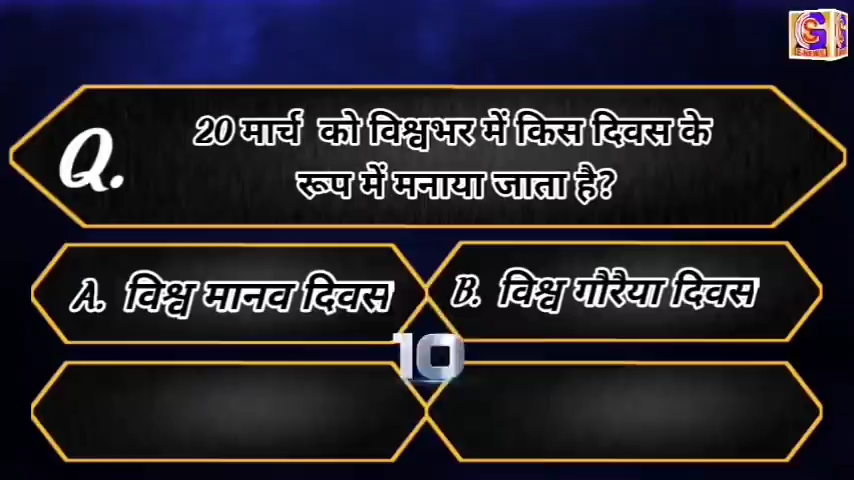 Q.
20 मार्च को विश्वभर में किस दिवस के
रूप में मनाया जाता है?
A. विश्व मानव दिवस
B. विश्व गौरैया दिवस
10